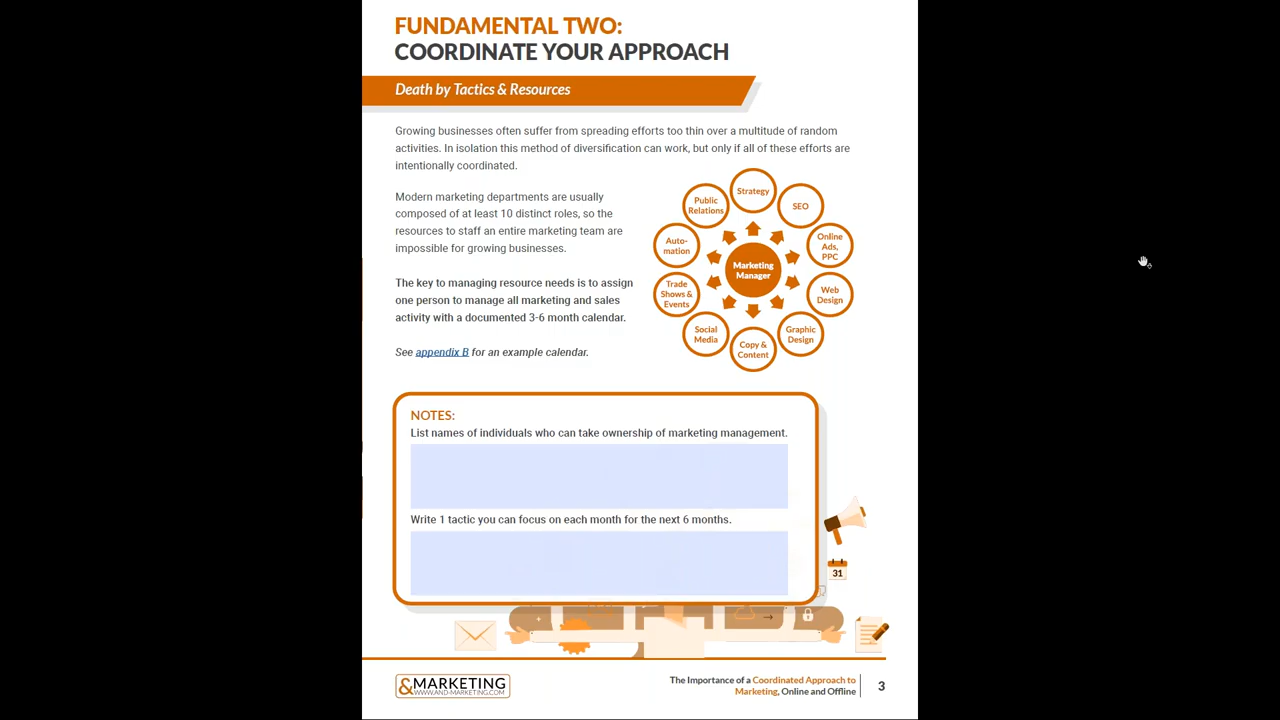 FUNDAMENTAL TWO:
COORDINATE YOUR APPROACH
Death by Tactics & Resources
Growing businesses often suffer from spreading efforts too thin over a multitude of random
activities. In isolation this method of diversification can work, but only if all of these efforts are
intentionally coordinated.
Modern marketing departments are usually
composed of at least 10 distinct roles, so the
resources to staff an entire marketing team are
impossible for growing businesses.
The key to managing resource needs is to assign
one person to manage all marketing and sales
activity with a documented 3-6 month calendar.
See appendix B for an example calendar.
Strategy
SEO
Online
Ads,
PPC
Web
Design
Graphic
Design
Copy &
Content
Social
Media
Trade
Shows &
Events
Auto-
mation
Public
Relations
Marketing
Manager
NOTES:
List names of individuals who can take ownership of marketing management.
Write 1 tactic you can focus on each month for the next 6 months.
31
&MARKETING
WWW.AND-MARKETING.COM
The Importance of a Coordinated Approach to
Marketing, Online and Offline
3